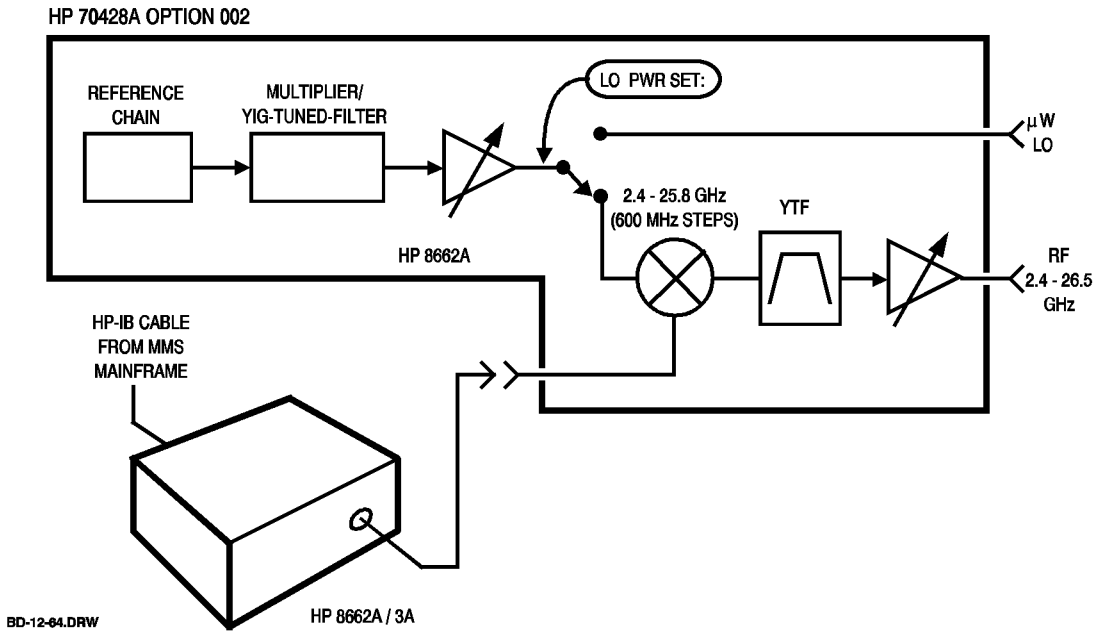 HP 70428A OPTION 002
REFERENCE
CHAIN
MULTIPLIER/
YIG-TUNED-FILTER
LO PWR SET:
μW
LO
2.4 - 25.8 GHz
(600 MHz STEPS)
YTF
HP 8662A
RF
2.4 - 26.5
GHz
HP-IB CABLE
FROM MMS
MAINFRAME
HP 8662A / 3A
BD-12-64.DRW